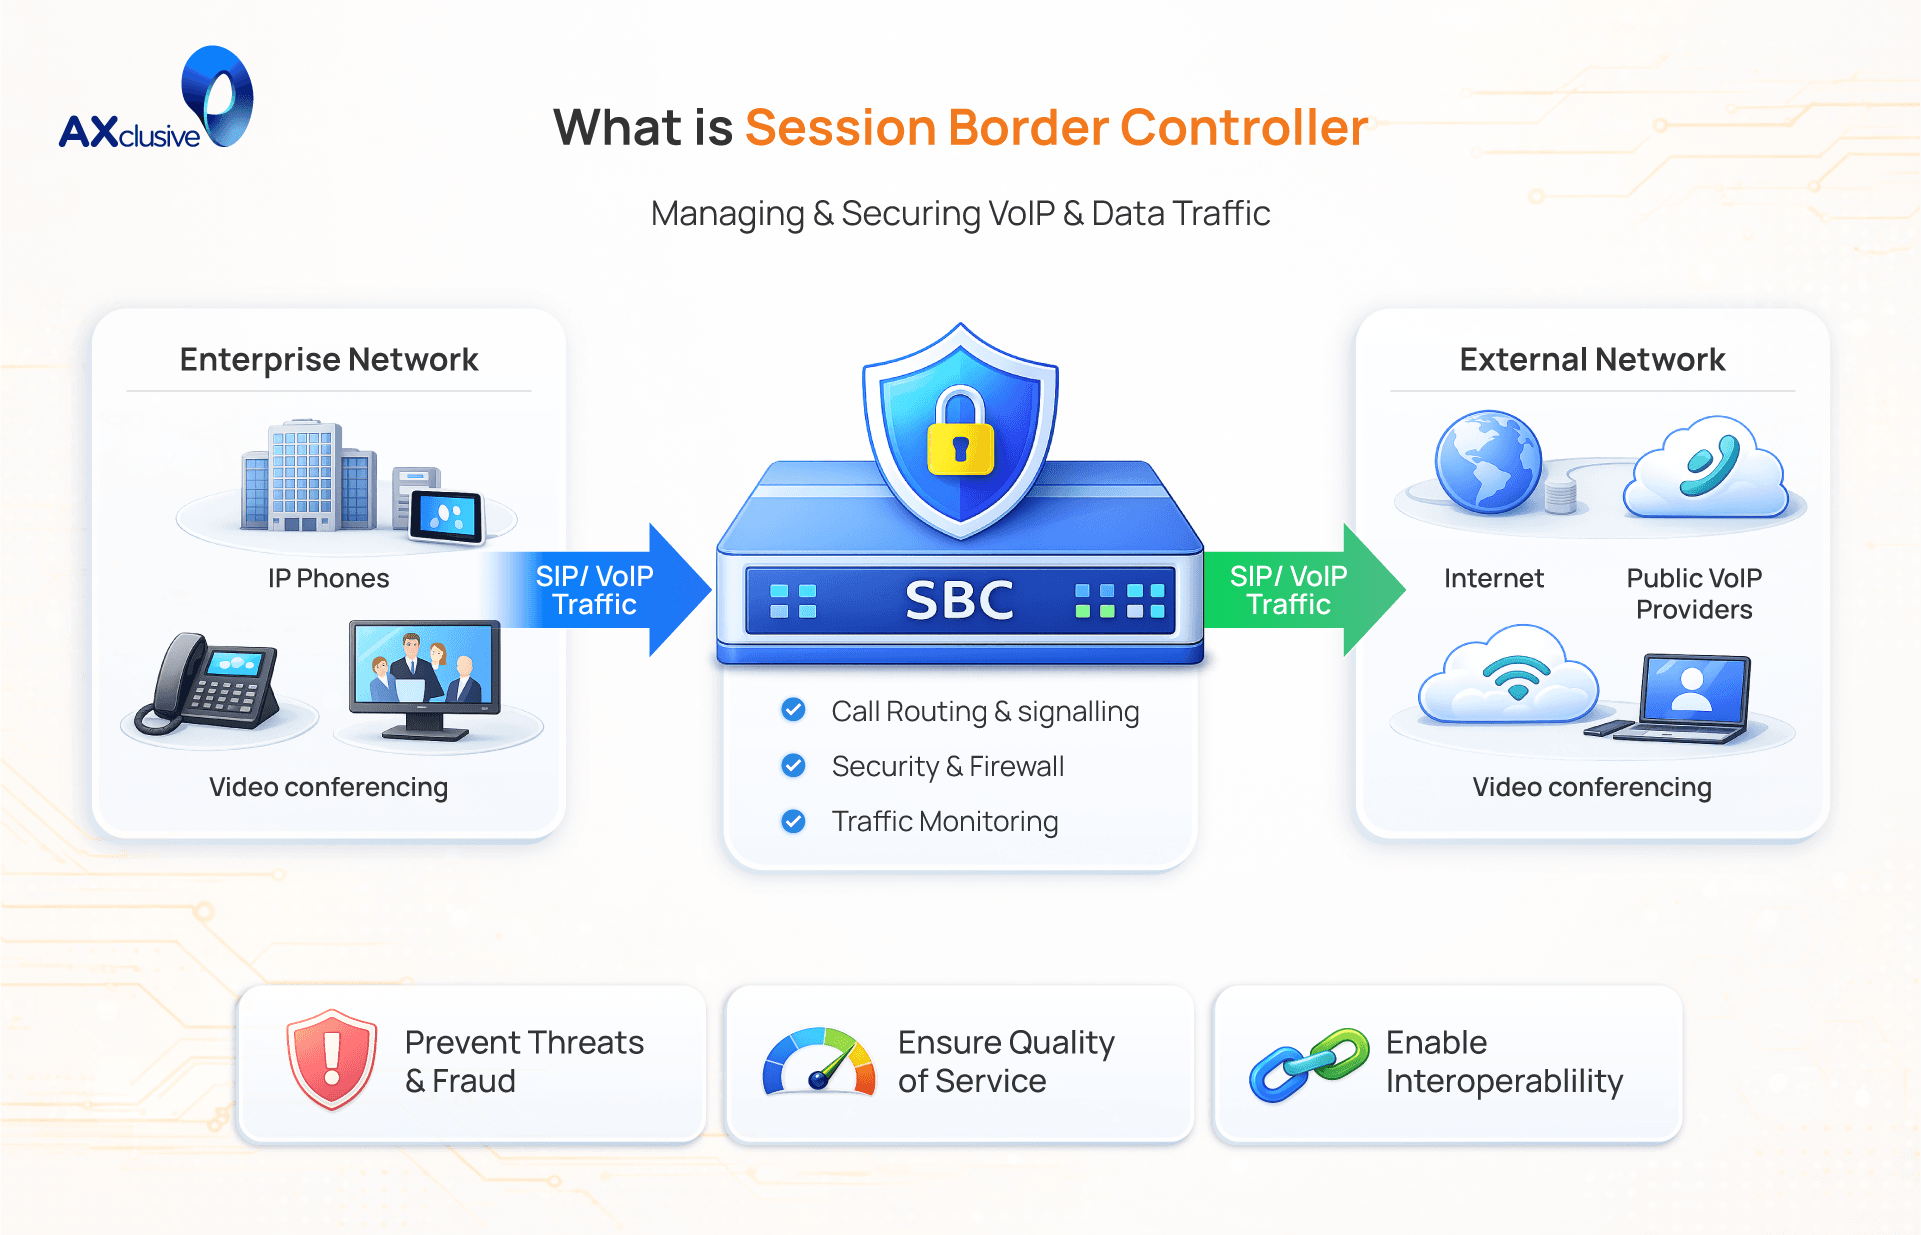 AXclusive
What is Session Border Controller
Managing & Securing VoIP & Data Traffic
Enterprise Network
IP Phones
Video conferencing
SIP/ VoIP
Traffic
SBC
Call Routing & signalling
Security & Firewall
Traffic Monitoring
SIP/ VoIP
Traffic
External Network
Internet
Public VoIP
Providers
Video conferencing
Prevent Threats
& Fraud
Ensure Quality
of Service
Enable
Interoperablility